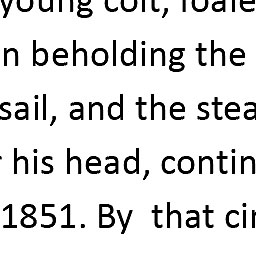 young colt, foale
n beholding the
sail, and the stea
r his head, contin
1851. By  that cir